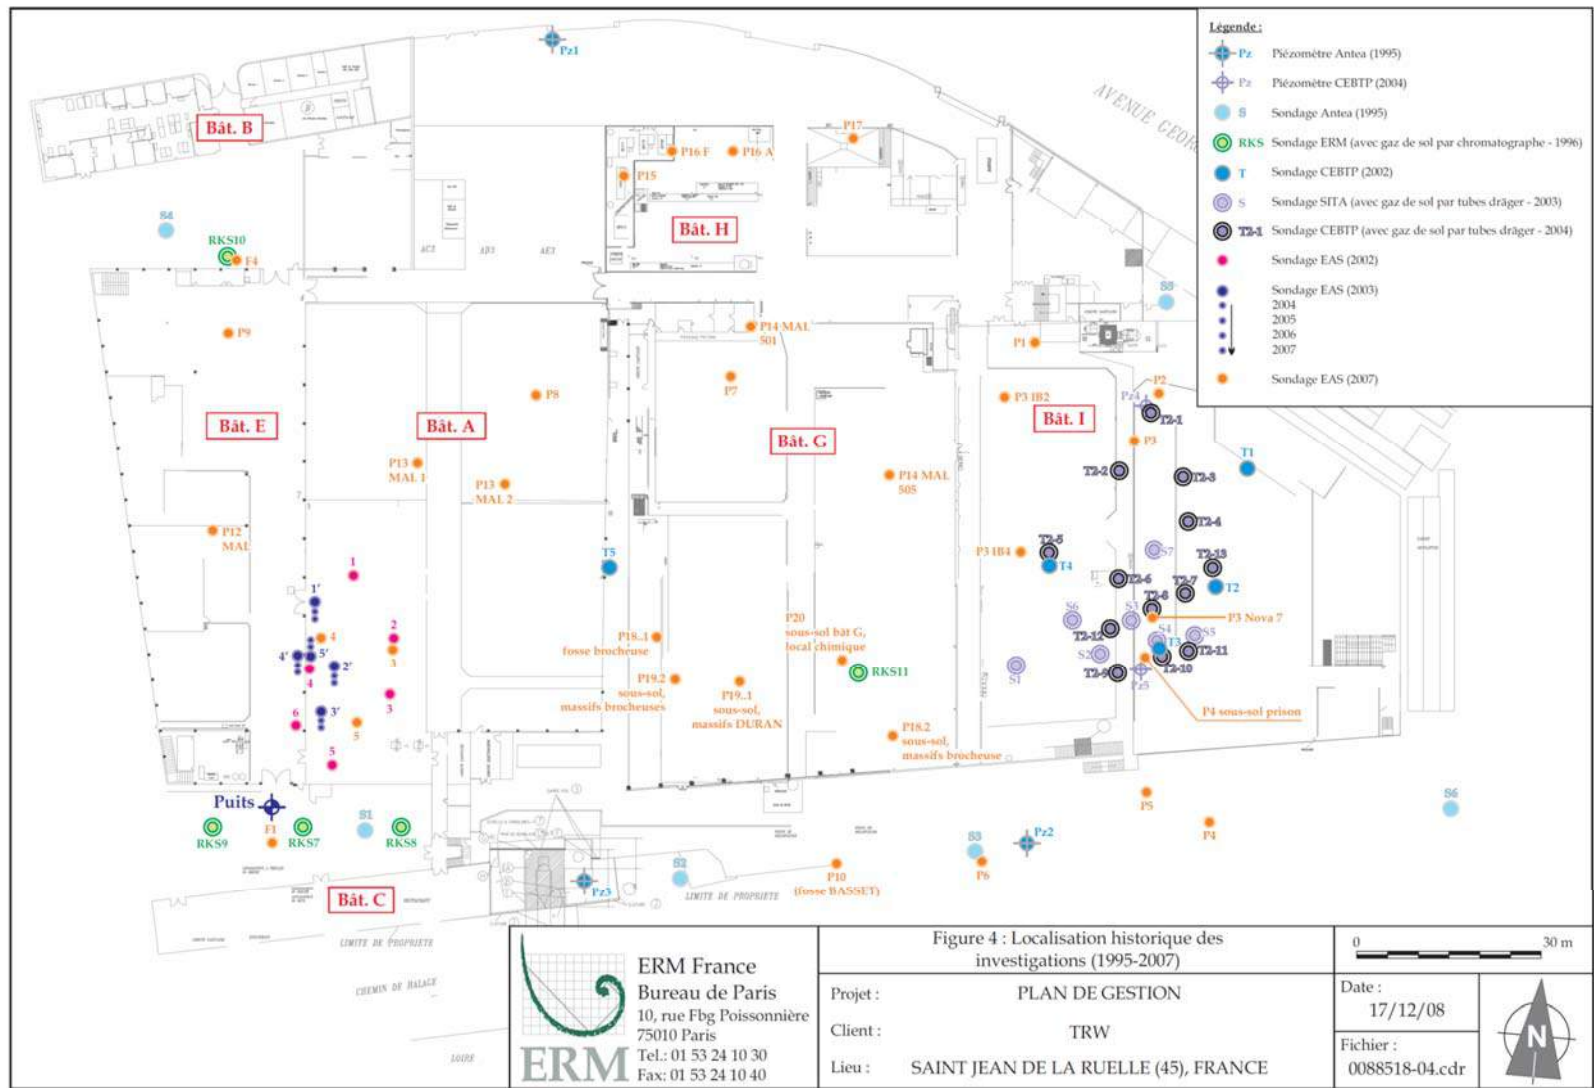 Légende :
Pz Piézomètre Antea (1995)
Pz Piézomètre CEBTP (2004)
S Sondage Antea (1995)
RKS Sondage ERM (avec gaz de sol par chromatographe - 1996)
T Sondage CEBTP (2002)
S Sondage SITA (avec gaz de sol par tubes dräger - 2003)
T2-1 Sondage CEBTP (avec gaz de sol par tubes dräger - 2004)
Sondage EAS (2002)
Sondage EAS (2003)
2004
2005
2006
2007
Sondage EAS (2007)
Pz1
AVENUE GEOR
Bât. B
P17
P16 F
P16 A
P15
S4
RKS10
F4
AC3
AB3
AE3
Bât. H
S5
P9
P14 MAL
501
P1
P8
P7
P3 IB2
P2
Pz4
T2-1
Bât. E
Bât. A
Bât. G
Bât. I
P3
P13
MAL 1
P13
MAL 2
P14 MAL
505
T2-2
T2-3
T1
P12
MAL
T2-4
1
T5
P3 IB4
T2-5
T4
S7
T2-13
T2-6
T2-7
T2
1'
2
P20
sous-sol bât G,
local chimique
T2-8
S6
S3
P3 Nova 7
4
3
P18..1
fosse brocheuse
T2-12
S4
S5
T3
4'
5'
2'
4
RKS11
S2
T2-10
T2-11
S1
T2-9
Pz5
P19.2
sous-sol,
massifs brocheuses
P19..1
sous-sol,
massifs DURAN
3
6
3'
5
P4 sous-sol prison
P18.2
sous-sol,
massifs brocheuse
5
Puits
P5
S6
P4
F1
RKS9
RKS7
S1
RKS8
S3
Pz2
P6
Pz3
S2
P10
(fosse BASSET)
LIMITE DE PROPRIETE
Bât. C
LIMITE DE PROPRIETE
CHEMIN DE HALAGE
LOIRE
ERM
ERM France
Bureau de Paris
10, rue Fbg Poissonnière
75010 Paris
Tel.: 01 53 24 10 30
Fax: 01 53 24 10 40
Figure 4 : Localisation historique des
investigations (1995-2007)
Projet : PLAN DE GESTION
Client : TRW
Lieu : SAINT JEAN DE LA RUELLE (45), FRANCE
0 30 m
Date :
17/12/08
Fichier :
0088518-04.cdr
N